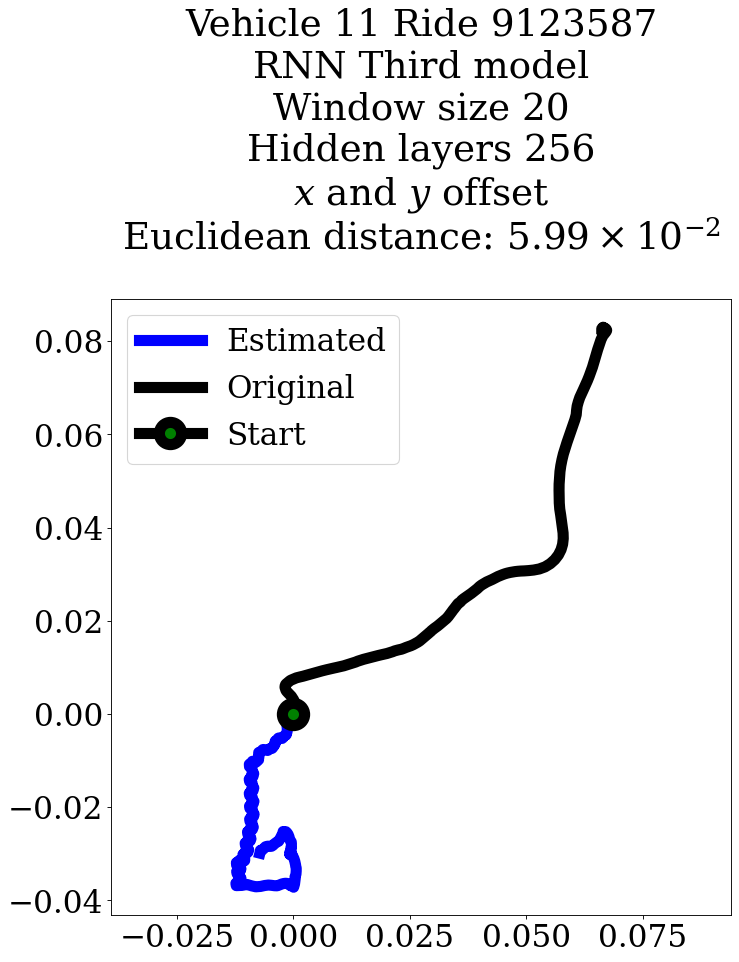 Vehicle 11 Ride 9123587
RNN Third model
Window size 20
Hidden layers 256
x and y offset
Euclidean distance: 5.99 × 10⁻²
Estimated
Original
Start
0.08
0.06
0.04
0.02
0.00
−0.02
−0.04
−0.025 0.000 0.025 0.050 0.075